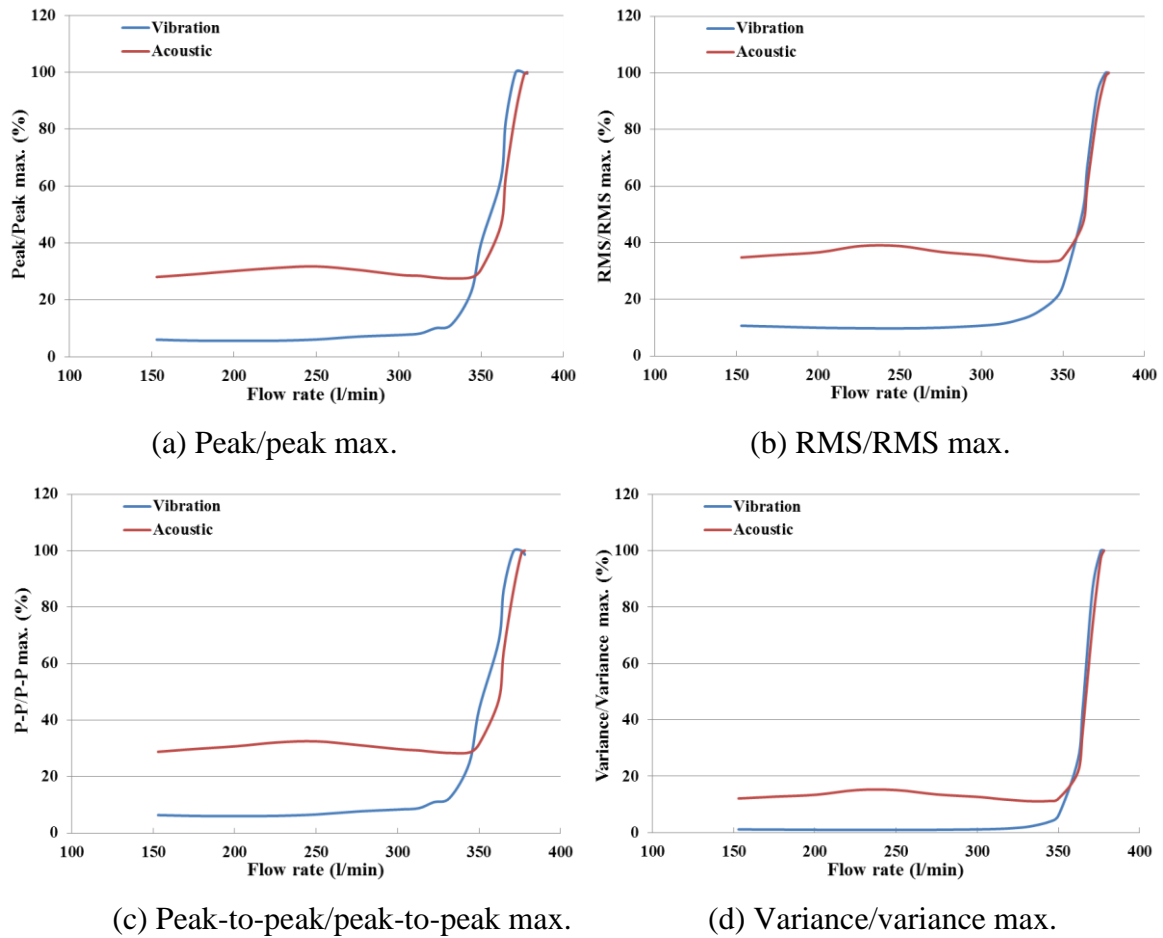 120
100
80
60
40
20
0
Peak/Peak max. (%)
Vibration
Acoustic
100 150 200 250 300 350 400
Flow rate (l/min)
(a) Peak/peak max.
120
100
80
60
40
20
0
RMS/RMS max. (%)
Vibration
Acoustic
100 150 200 250 300 350 400
Flow rate (l/min)
(b) RMS/RMS max.
120
100
80
60
40
20
0
P-P/P-P max. (%)
Vibration
Acoustic
100 150 200 250 300 350 400
Flow rate (l/min)
(c) Peak-to-peak/peak-to-peak max.
120
100
80
60
40
20
0
Variance/Variance max. (%)
Vibration
Acoustic
100 150 200 250 300 350 400
Flow rate (l/min)
(d) Variance/variance max.